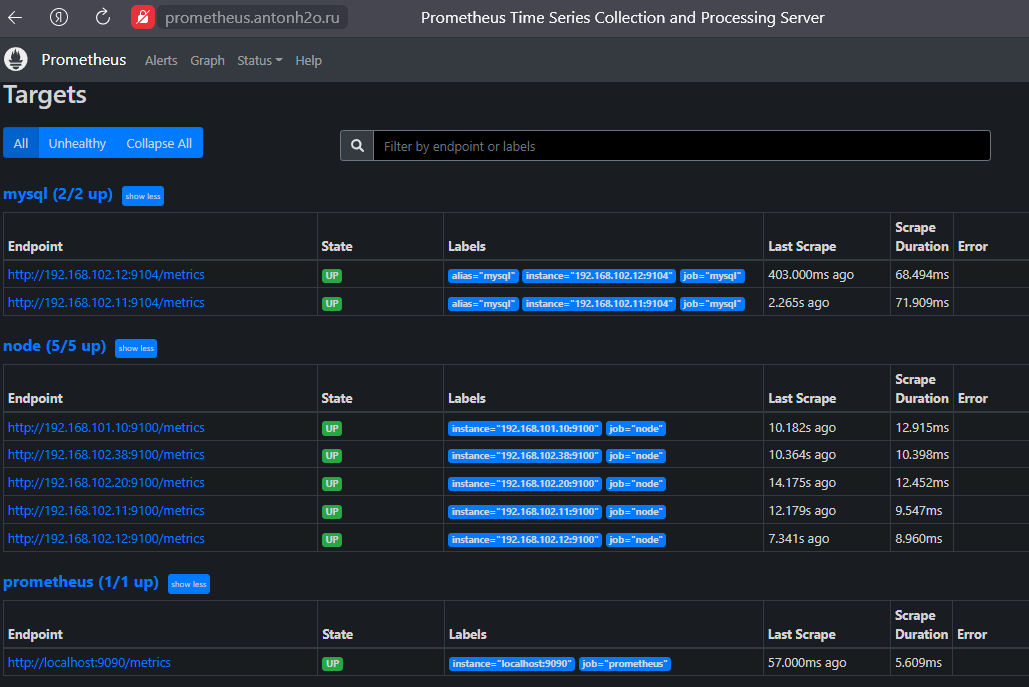 prometheus.antonh2o.ru Prometheus Time Series Collection and Processing Server
Prometheus Alerts Graph Status Help
Targets
All Unhealthy Collapse All Filter by endpoint or labels
mysql (2/2 up) show less
Endpoint State Labels Last Scrape Scrape Duration Error
http://192.168.102.12:9104/metrics UP alias="mysql" instance="192.168.102.12:9104" job="mysql" 403.000ms ago 68.494ms
http://192.168.102.11:9104/metrics UP alias="mysql" instance="192.168.102.11:9104" job="mysql" 2.265s ago 71.909ms
node (5/5 up) show less
Endpoint State Labels Last Scrape Scrape Duration Error
http://192.168.101.10:9100/metrics UP instance="192.168.101.10:9100" job="node" 10.182s ago 12.915ms
http://192.168.102.38:9100/metrics UP instance="192.168.102.38:9100" job="node" 10.364s ago 10.398ms
http://192.168.102.20:9100/metrics UP instance="192.168.102.20:9100" job="node" 14.175s ago 12.452ms
http://192.168.102.11:9100/metrics UP instance="192.168.102.11:9100" job="node" 12.179s ago 9.547ms
http://192.168.102.12:9100/metrics UP instance="192.168.102.12:9100" job="node" 7.341s ago 8.960ms
prometheus (1/1 up) show less
Endpoint State Labels Last Scrape Scrape Duration Error
http://localhost:9090/metrics UP instance="localhost:9090" job="prometheus" 57.000ms ago 5.609ms